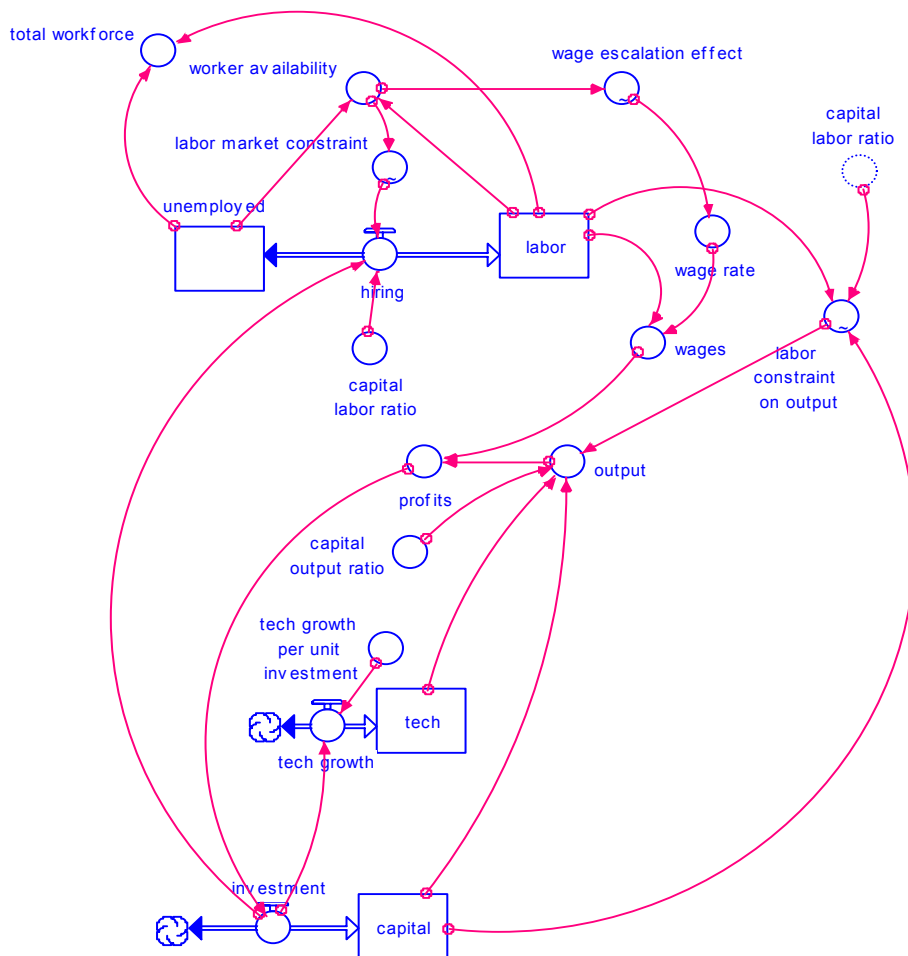 total workforce
wage escalation effect
worker availability
capital
labor ratio
labor market constraint
unemployed
labor
wage rate
hiring
wages
labor
constraint
on output
capital
labor ratio
output
profits
capital
output ratio
tech growth
per unit
investment
tech
tech growth
investment
capital